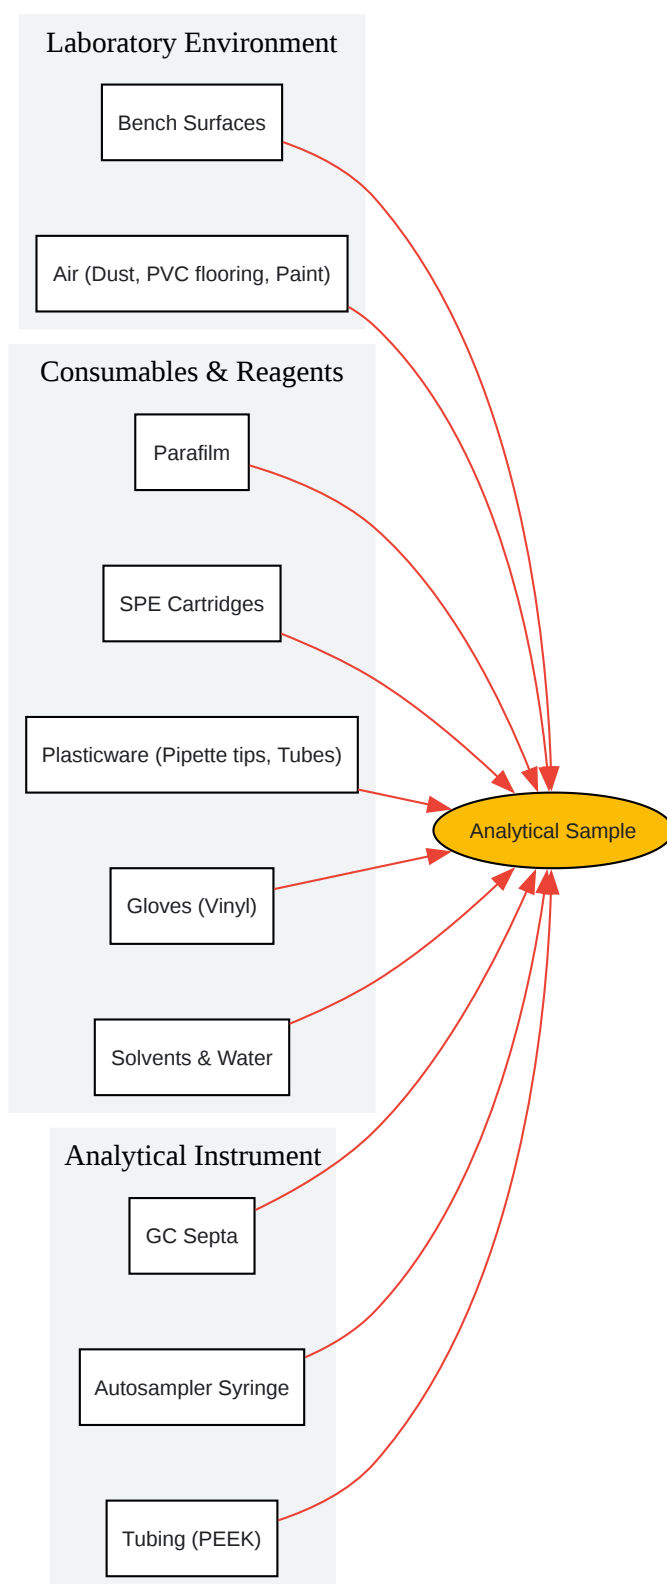 Laboratory Environment
Bench Surfaces
Air (Dust, PVC flooring, Paint)
Consumables & Reagents
Parafilm
SPE Cartridges
Plasticware (Pipette tips, Tubes)
Analytical Sample
Gloves (Vinyl)
Solvents & Water
Analytical Instrument
GC Septa
Autosampler Syringe
Tubing (PEEK)